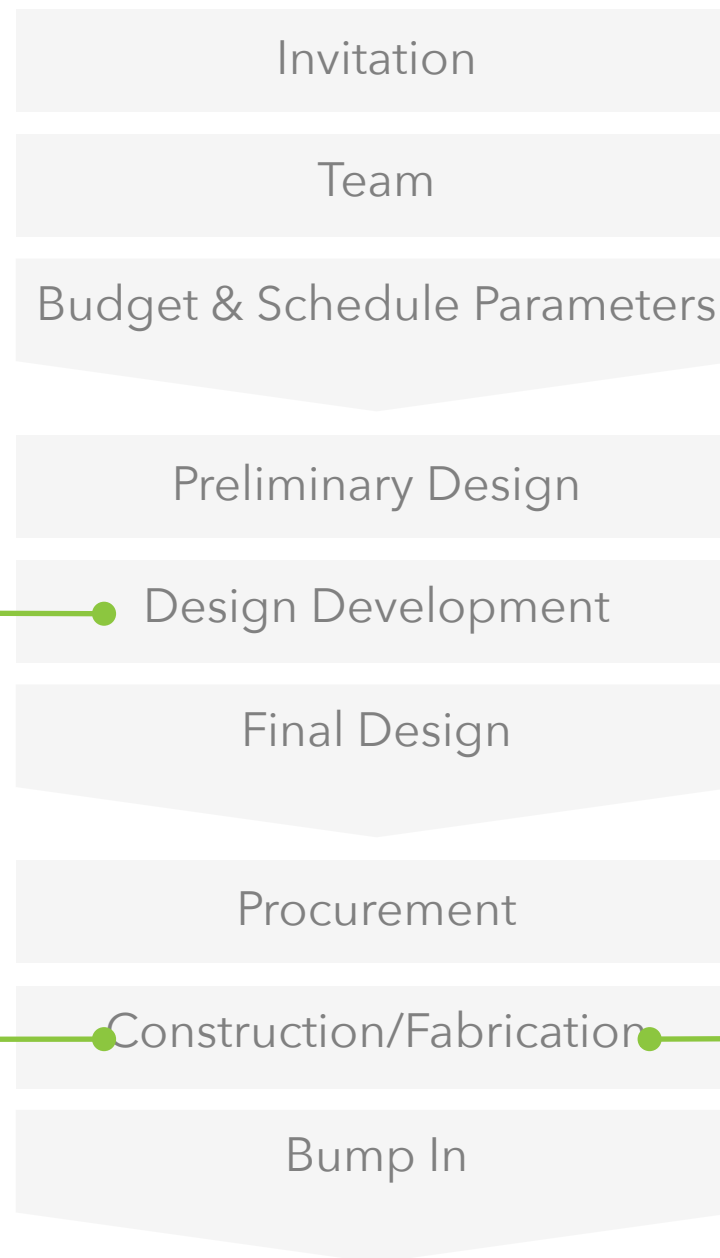 Invitation
Team
Budget & Schedule Parameters
Preliminary Design
Design Development
Final Design
Procurement
Construction/Fabrication
Bump In